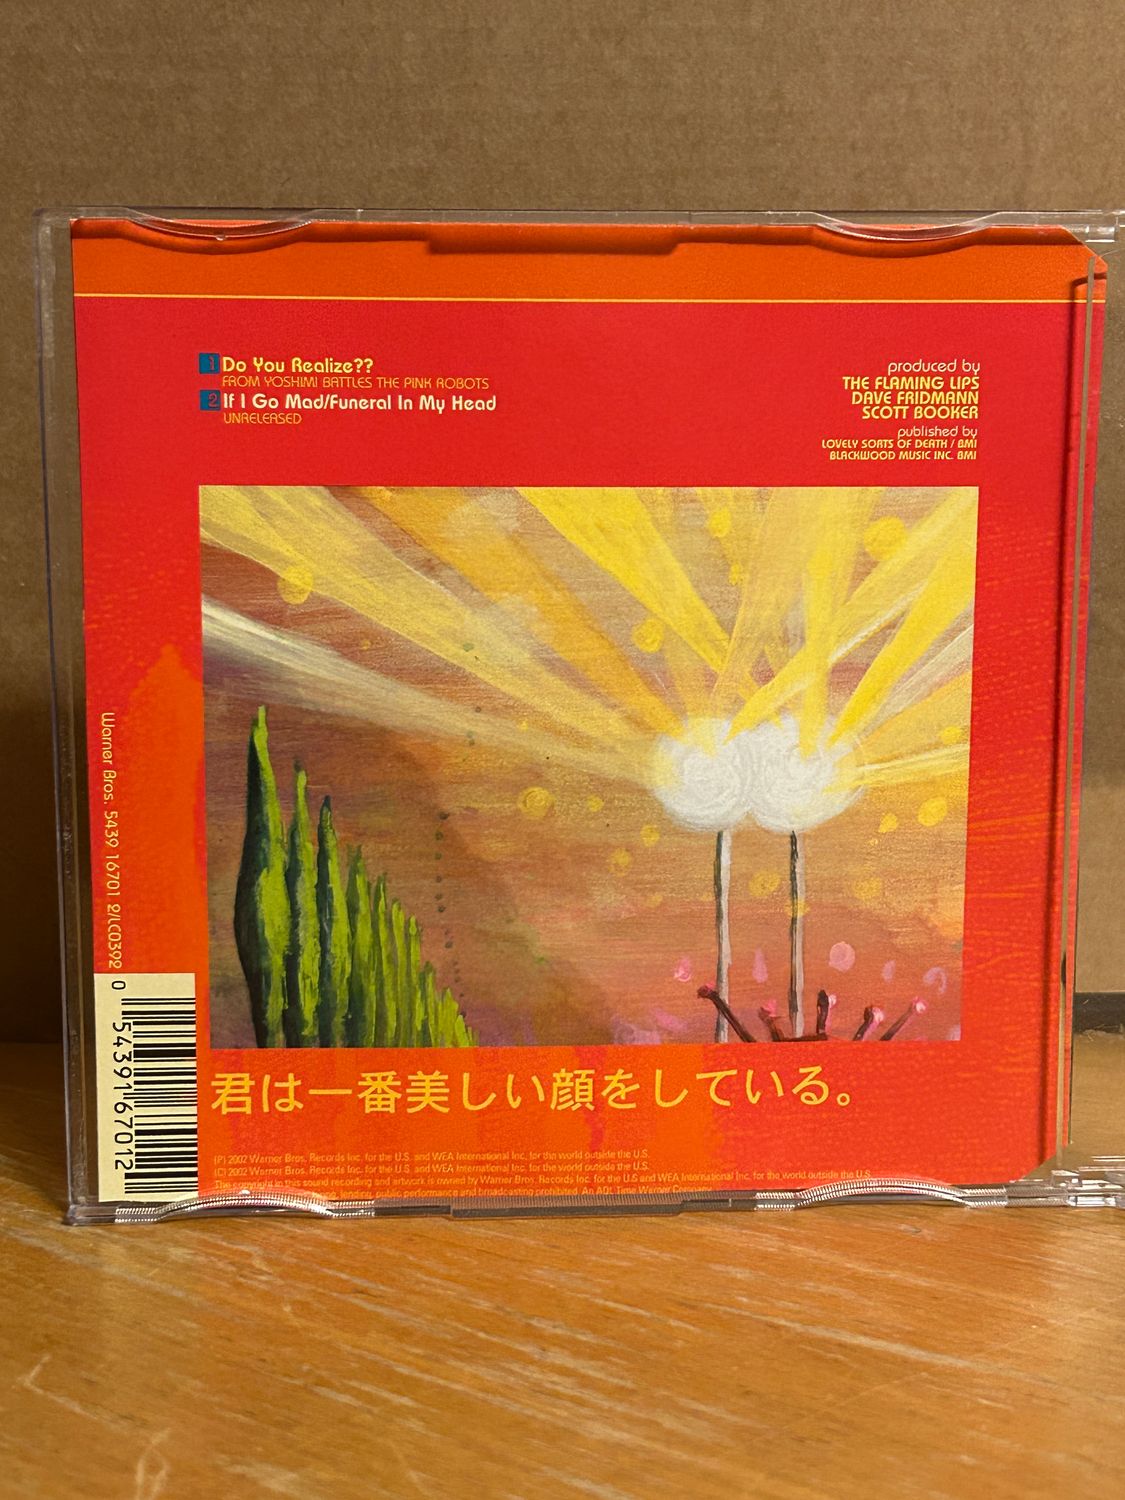 1 Do You Realize??
FROM YOSHIMI BATTLES THE PINK ROBOTS
2 If I Go Mad/Funeral In My Head
UNRELEASED
produced by
THE FLAMING LIPS
DAVE FRIDMANN
SCOTT BOOKER
published by
LOVELY SORTS OF DEATH / BMI
BLACKWOOD MUSIC INC. BMI
Warner Bros. 5439 16701 2/LC0392
0 54391 67012
君は一番美しい顔をしている。
(P) 2002 Warner Bros. Records Inc. for the U.S. and WEA International Inc. for the world outside the U.S.
(C) 2002 Warner Bros. Records Inc. for the U.S. and WEA International Inc. for the world outside the U.S.
The copyright in this sound recording and artwork is owned by Warner Bros. Records Inc. for the U.S and WEA International Inc. for the world outside the U.S.
lending, public performance and broadcasting prohibited. An AOL Time Warner Company